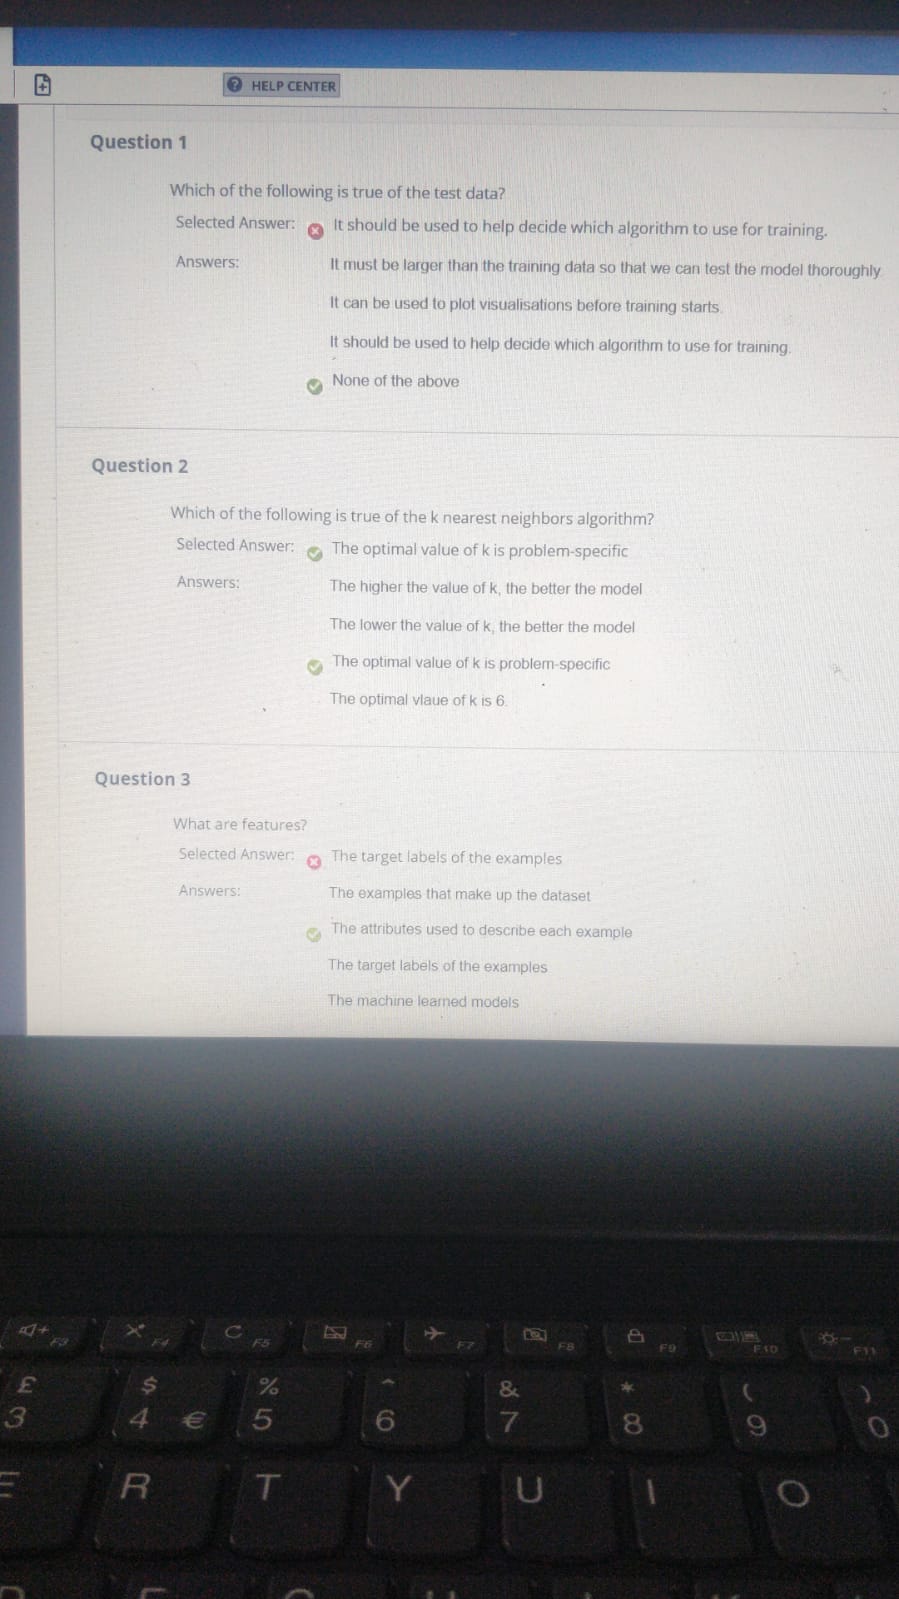 HELP CENTER
Question 1
Which of the following is true of the test data?
Selected Answer: It should be used to help decide which algorithm to use for training.
Answers: It must be larger than the training data so that we can test the model thoroughly
It can be used to plot visualisations before training starts.
It should be used to help decide which algorithm to use for training.
None of the above
Question 2
Which of the following is true of the k nearest neighbors algorithm?
Selected Answer: The optimal value of k is problem-specific
Answers: The higher the value of k, the better the model
The lower the value of k, the better the model
The optimal value of k is problem-specific
The optimal vlaue of k is 6.
Question 3
What are features?
Selected Answer: The target labels of the examples
Answers: The examples that make up the dataset
The attributes used to describe each example
The target labels of the examples
The machine learned models
F3 F4 F5 F6 F7 F8 F9 F10 F11
£ $ % ^ & * ( )
3 4 € 5 6 7 8 9 0
E R T Y U I O